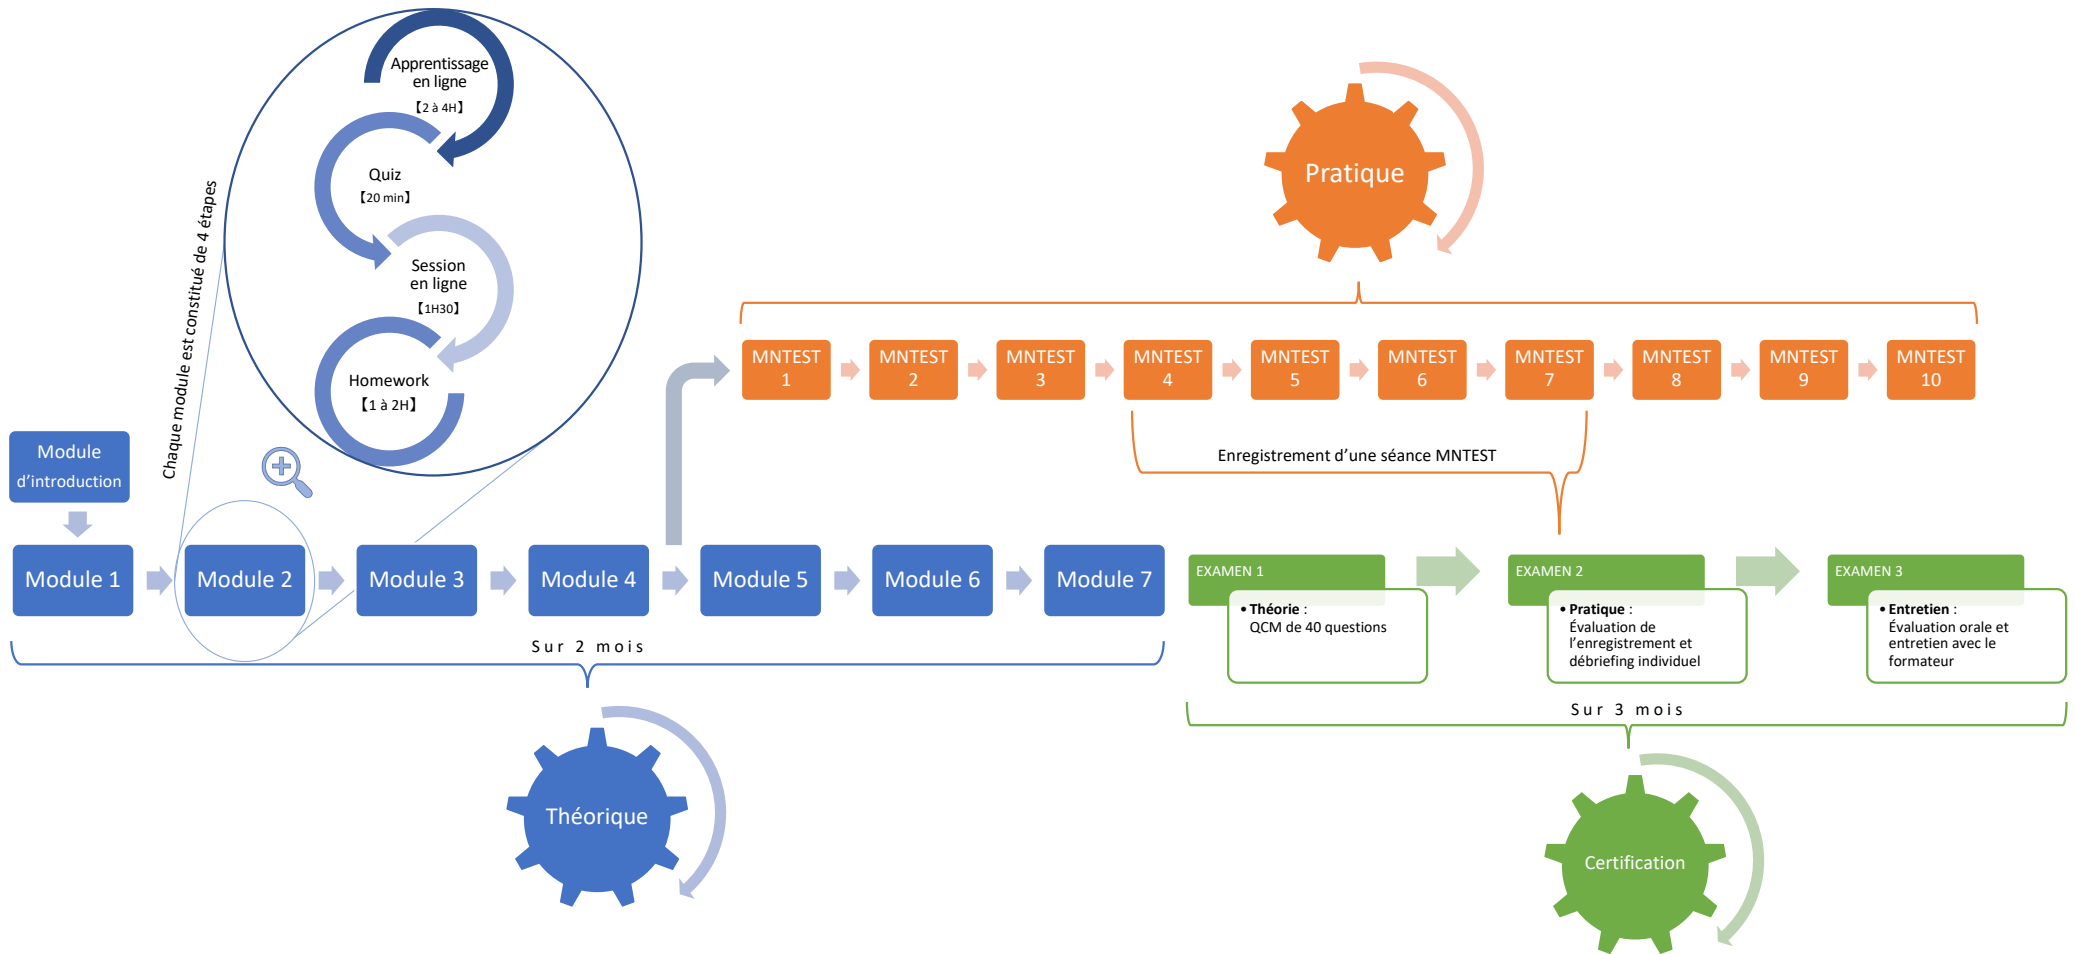 Apprentissage
en ligne
【2 à 4H】
Quiz
【20 min】
Session
en ligne
【1H30】
Homework
【1 à 2H】
Chaque module est constitué de 4 étapes
Pratique
MNTEST
1
MNTEST
2
MNTEST
3
MNTEST
4
MNTEST
5
MNTEST
6
MNTEST
7
MNTEST
8
MNTEST
9
MNTEST
10
Enregistrement d’une séance MNTEST
Module
d’introduction
Module 1
Module 2
Module 3
Module 4
Module 5
Module 6
Module 7
Sur 2 mois
Théorique
EXAMEN 1
• Théorie :
QCM de 40 questions
EXAMEN 2
• Pratique :
Évaluation de
l’enregistrement et
débriefing individuel
EXAMEN 3
• Entretien :
Évaluation orale et
entretien avec le
formateur
Sur 3 mois
Certification